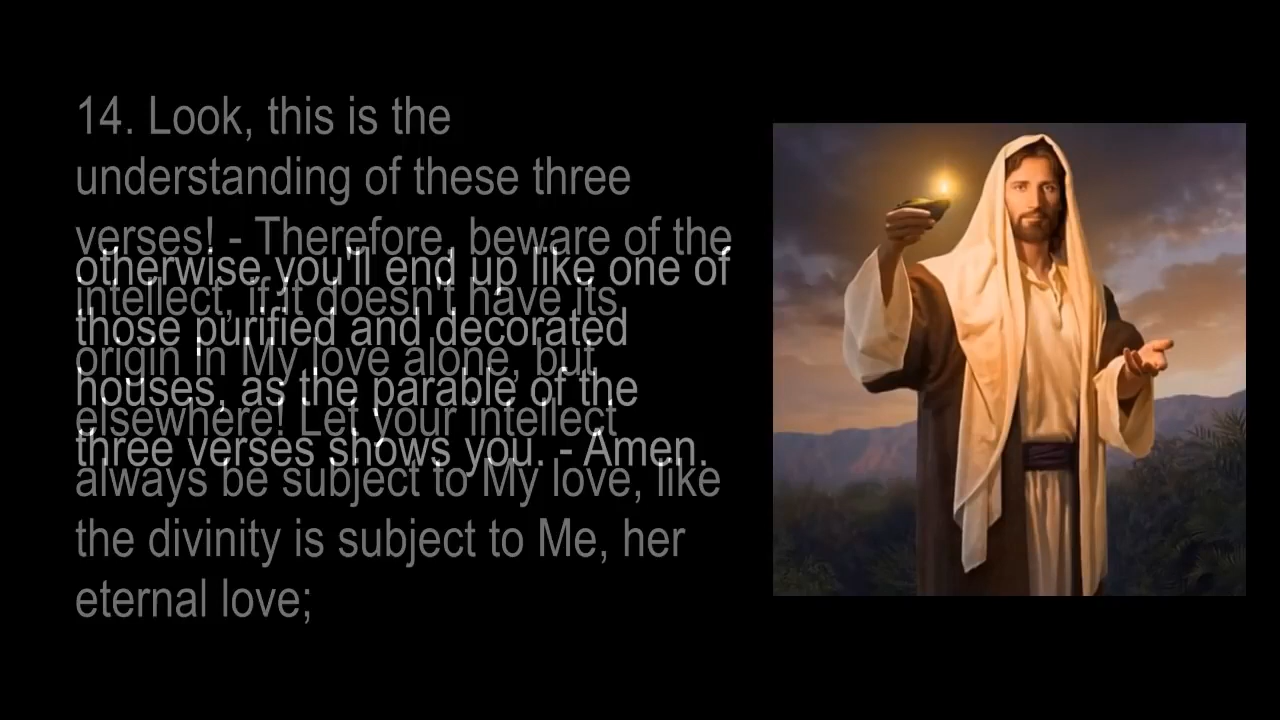 14. Look, this is the
understanding of these three
verses! - Therefore, beware of the
intellect, if it doesn't have its
origin in My love alone, but
elsewhere! Let your intellect
always be subject to My love, like
the divinity is subject to Me, her
eternal love;
otherwise you'll end up like one of
those purified and decorated
houses, as the parable of the
three verses shows you. - Amen.